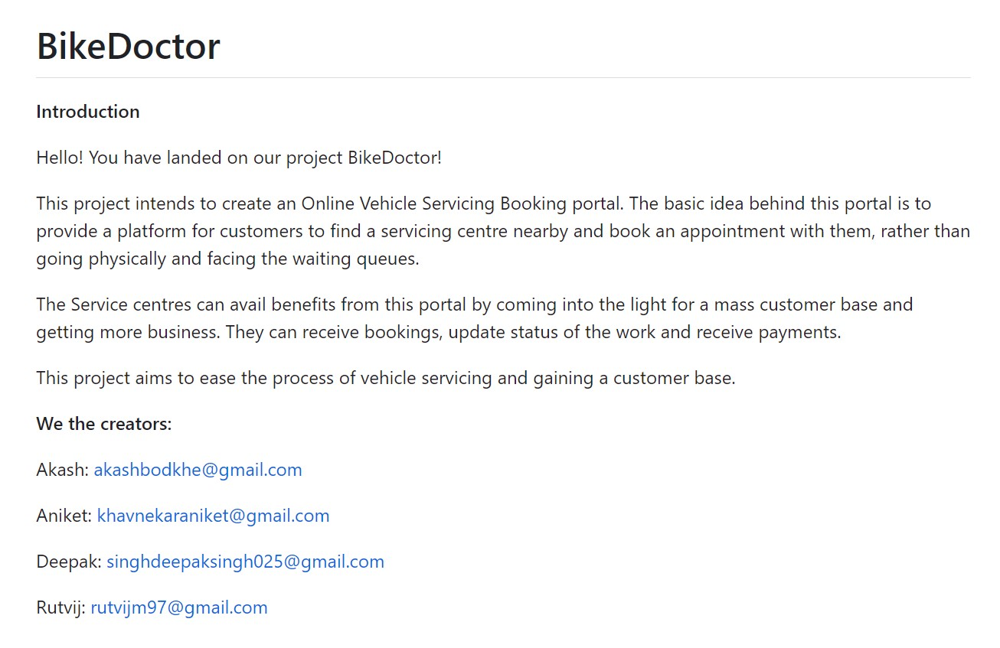 BikeDoctor
Introduction
Hello! You have landed on our project BikeDoctor!
This project intends to create an Online Vehicle Servicing Booking portal. The basic idea behind this portal is to
provide a platform for customers to find a servicing centre nearby and book an appointment with them, rather than
going physically and facing the waiting queues.
The Service centres can avail benefits from this portal by coming into the light for a mass customer base and
getting more business. They can receive bookings, update status of the work and receive payments.
This project aims to ease the process of vehicle servicing and gaining a customer base.
We the creators:
Akash: akashbodkhe@gmail.com
Aniket: khavnekaraniket@gmail.com
Deepak: singhdeepaksingh025@gmail.com
Rutvij: rutvijm97@gmail.com